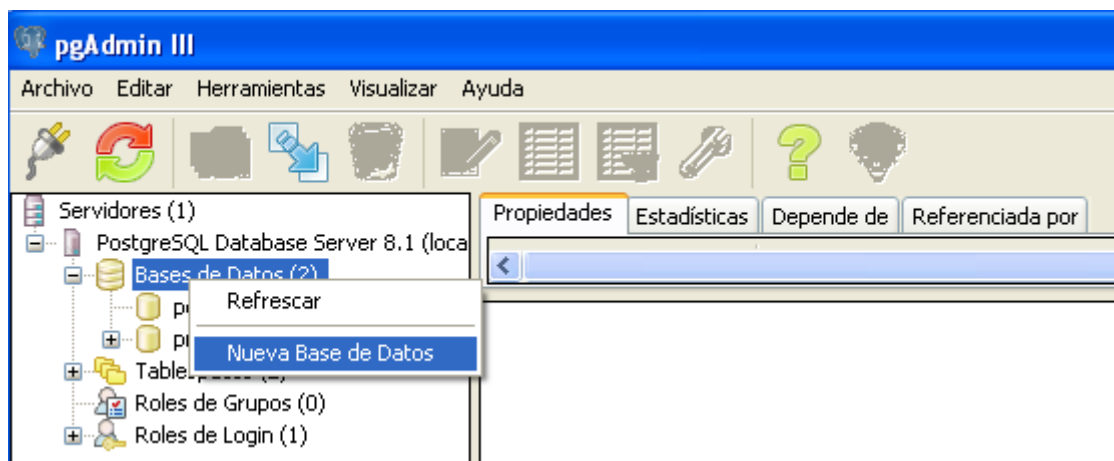 pgAdmin III
Archivo Editar Herramientas Visualizar Ayuda
Servidores (1)
PostgreSQL Database Server 8.1 (loca
Bases de Datos (2)
Roles de Grupos (0)
Roles de Login (1)
Refrescar
Nueva Base de Datos
Propiedades Estadísticas Depende de Referenciada por